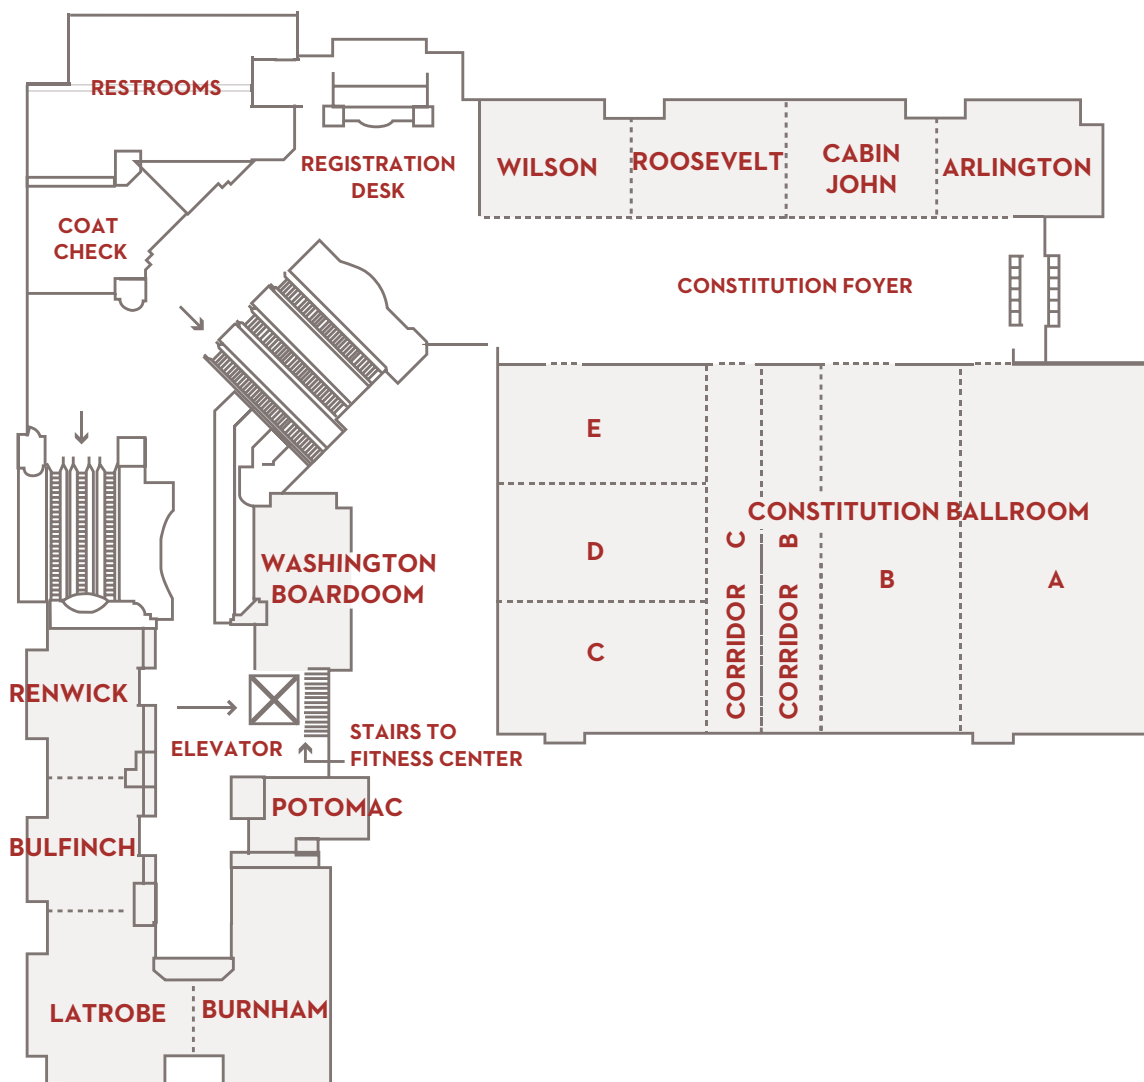 RESTROOMS
REGISTRATION
DESK
WILSON
ROOSEVELT
CABIN
JOHN
ARLINGTON
COAT
CHECK
CONSTITUTION FOYER
E
CONSTITUTION BALLROOM
D
CORRIDOR C
CORRIDOR B
B
A
C
WASHINGTON
BOARDOOM
RENWICK
ELEVATOR
STAIRS TO
FITNESS CENTER
POTOMAC
BULFINCH
LATROBE
BURNHAM